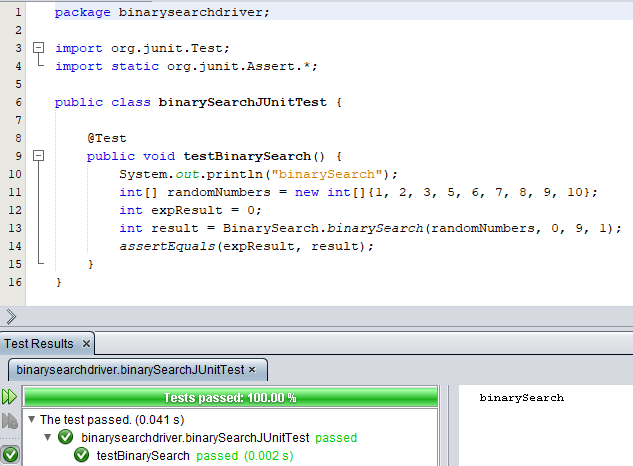 1 package binarysearchdriver;
2
3 import org.junit.Test;
4 import static org.junit.Assert.*;
5
6 public class binarySearchJUnitTest {
7
8 @Test
9 public void testBinarySearch() {
10 System.out.println("binarySearch");
11 int[] randomNumbers = new int[]{1, 2, 3, 5, 6, 7, 8, 9, 10};
12 int expResult = 0;
13 int result = BinarySearch.binarySearch(randomNumbers, 0, 9, 1);
14 assertEquals(expResult, result);
15 }
16 }
Test Results ×
binarysearchdriver.binarySearchJUnitTest ×
Tests passed: 100.00 %
binarySearch
The test passed. (0.041 s)
binarysearchdriver.binarySearchJUnitTest passed
testBinarySearch passed (0.002 s)